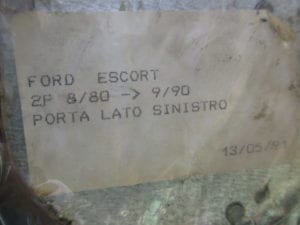 FORD ESCORT
2P 8/80 -> 9/90
PORTA LATO SINISTRO
13/05/91